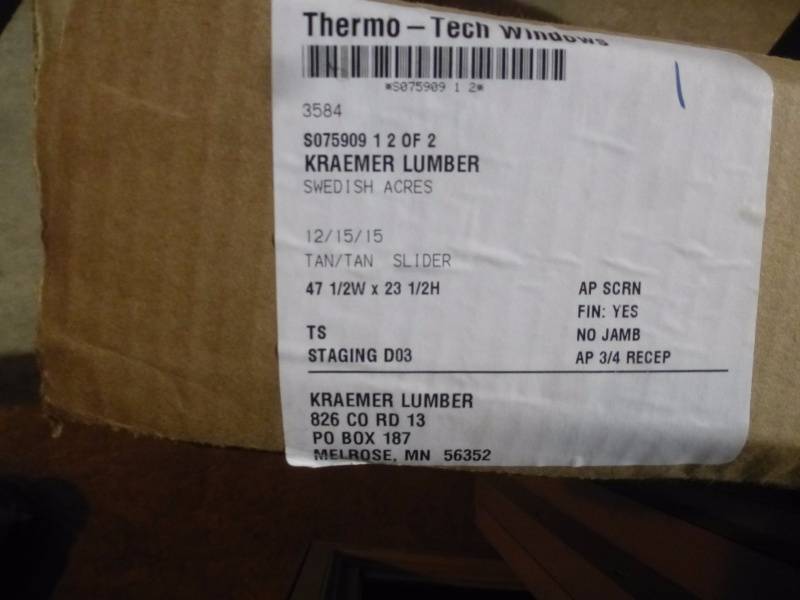 Thermo-Tech Windows
*S075909 1 2*
3584
S075909 1 2 OF 2
KRAEMER LUMBER
SWEDISH ACRES
12/15/15
TAN/TAN SLIDER
47 1/2W x 23 1/2H AP SCRN
FIN: YES
TS NO JAMB
STAGING D03 AP 3/4 RECEP
KRAEMER LUMBER
826 CO RD 13
PO BOX 187
MELROSE, MN 56352